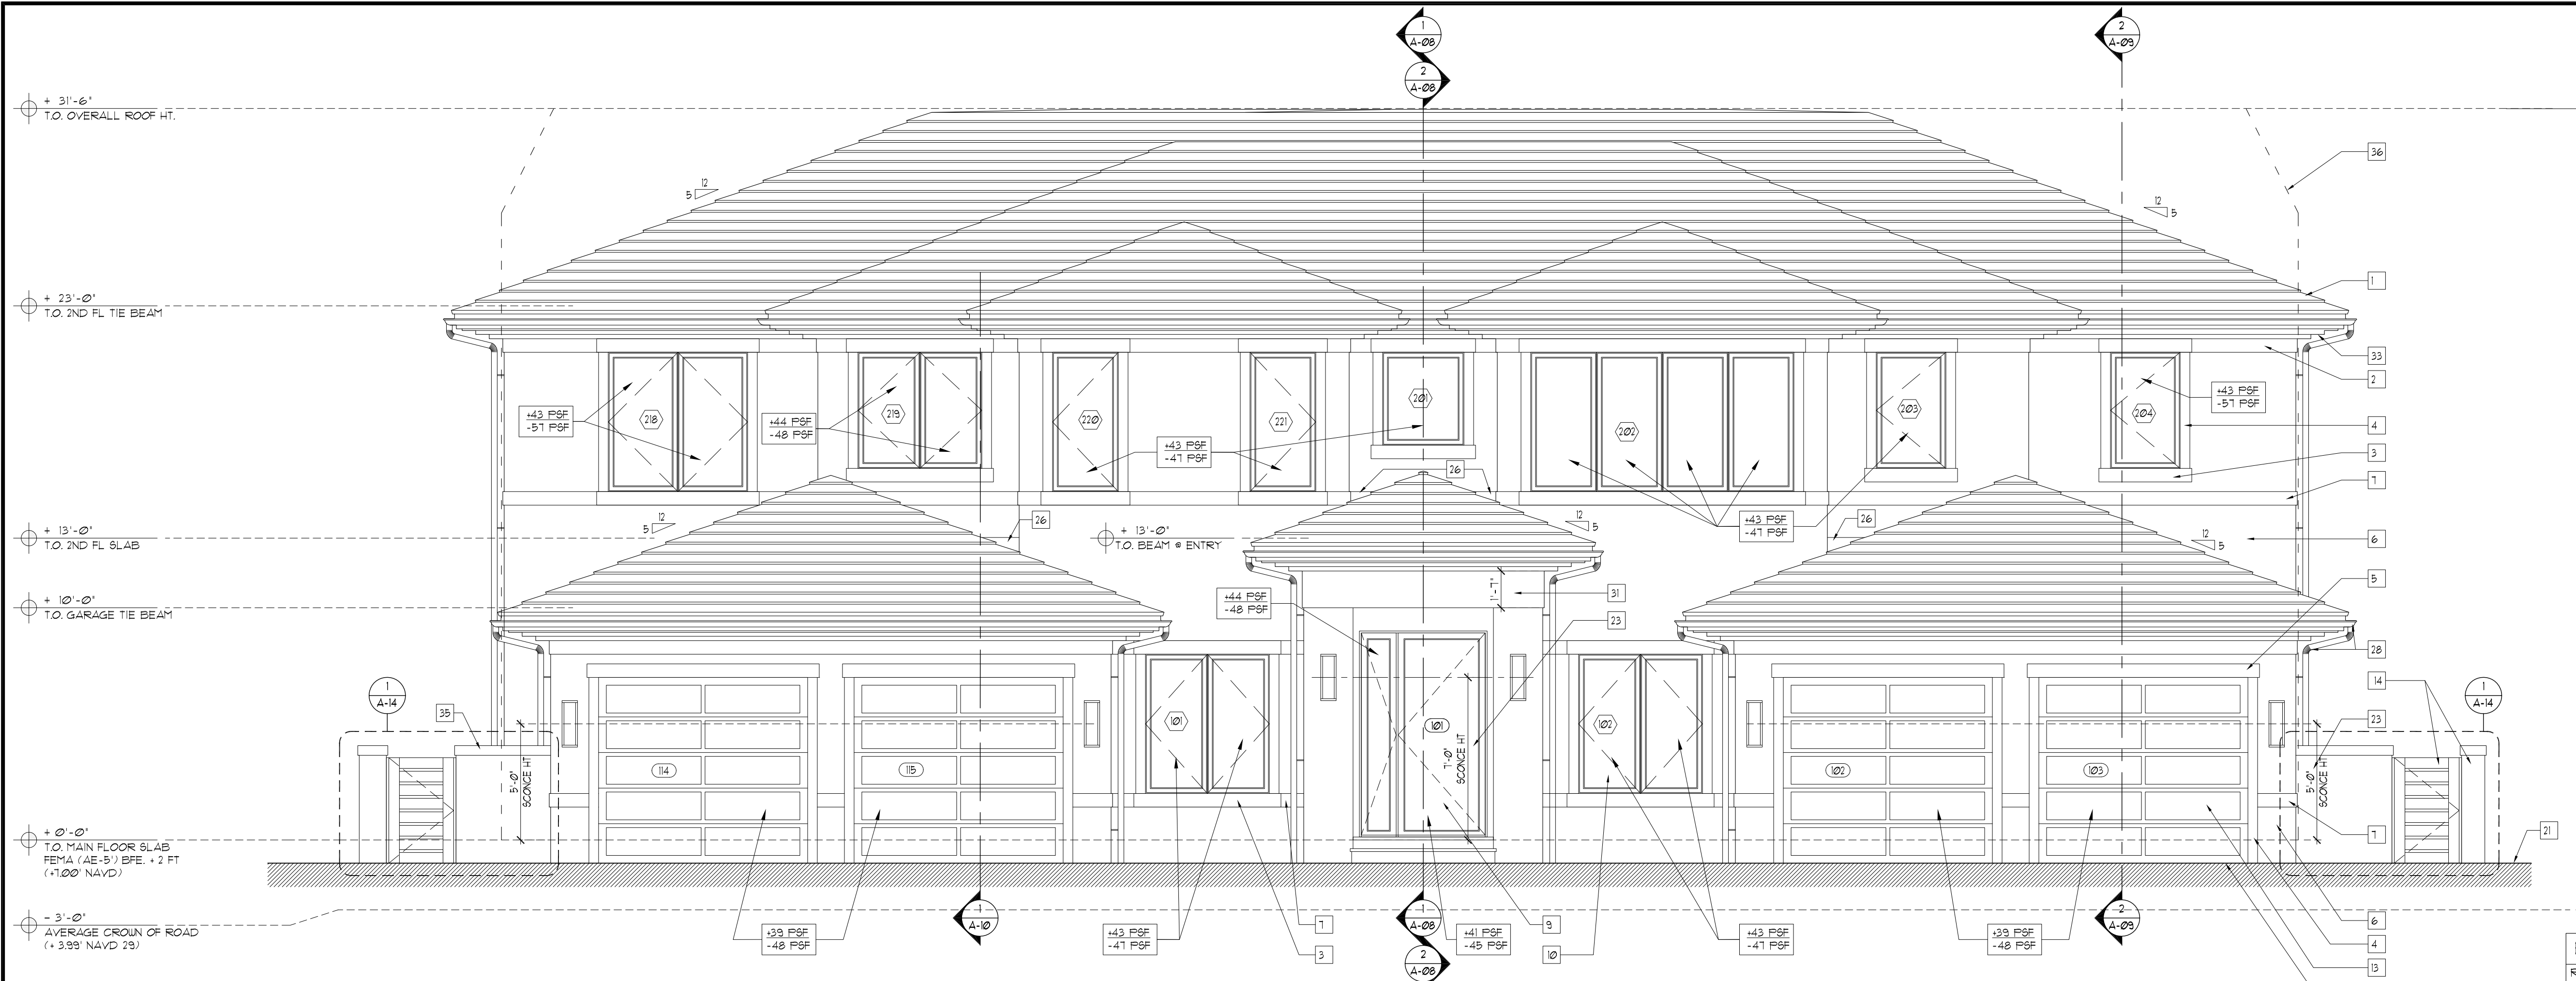 1
A-08
2
A-08
2
A-09
+ 31'-6"
T.O. OVERALL ROOF HT.
36
12
5
12
5
1
+ 23'-0"
T.O. 2ND FL TIE BEAM
33
2
+43 PSF
-57 PSF
218
+44 PSF
-48 PSF
219
220
+43 PSF
-47 PSF
221
201
202
203
204
+43 PSF
-57 PSF
4
3
7
26
+43 PSF
-47 PSF
+ 13'-0"
T.O. 2ND FL SLAB
12
5
26
+ 13'-0"
T.O. BEAM @ ENTRY
12
5
26
12
5
6
5
+ 10'-0"
T.O. GARAGE TIE BEAM
+44 PSF
-48 PSF
1'-7"
31
23
28
14
23
1
A-14
35
1
A-14
5'-0"
SCONCE HT
114
115
101
101
7'-0"
SCONCE HT
102
102
103
5'-0"
SCONCE HT
7
21
+ 0'-0"
T.O. MAIN FLOOR SLAB
FEMA (AE-5') BFE. + 2 FT
(+7.00' NAVD)
- 3'-0"
AVERAGE CROWN OF ROAD
(+ 3.99' NAVD 29)
+39 PSF
-48 PSF
1
A-10
+43 PSF
-47 PSF
7
3
1
A-08
2
A-08
+41 PSF
-45 PSF
9
10
+43 PSF
-47 PSF
+39 PSF
-48 PSF
2
A-09
6
4
13